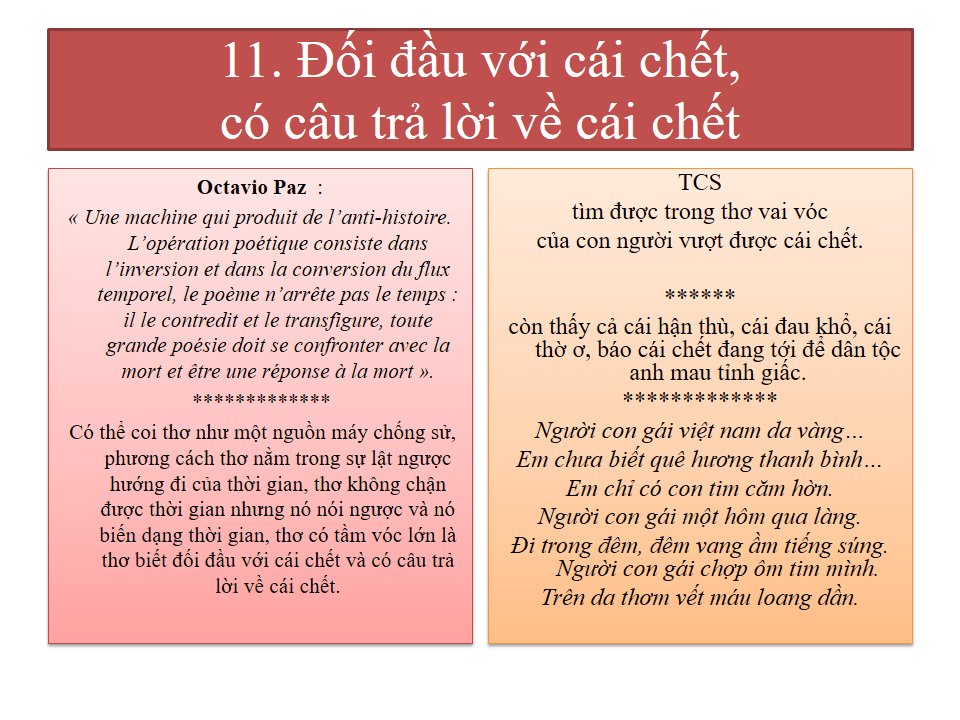 11. Đối đầu với cái chết,
có câu trả lời về cái chết
Octavio Paz :
« Une machine qui produit de l’anti-histoire.
L’opération poétique consiste dans
l’inversion et dans la conversion du flux
temporel, le poème n’arrête pas le temps :
il le contredit et le transfigure, toute
grande poésie doit se confronter avec la
mort et être une réponse à la mort ».
*************
Có thể coi thơ như một nguồn máy chống sử,
phương cách thơ nằm trong sự lật ngược
hướng đi của thời gian, thơ không chận
được thời gian nhưng nó nói ngược và nó
biến dạng thời gian, thơ có tầm vóc lớn là
thơ biết đối đầu với cái chết và có câu trả
lời về cái chết.
TCS
tìm được trong thơ vai vóc
của con người vượt được cái chết.
******
còn thấy cả cái hận thù, cái đau khổ, cái
thờ ơ, báo cái chết đang tới để dân tộc
anh mau tỉnh giấc.
*************
Người con gái việt nam da vàng…
Em chưa biết quê hương thanh bình…
Em chỉ có con tim căm hờn.
Người con gái một hôm qua làng.
Đi trong đêm, đêm vang ầm tiếng súng.
Người con gái chợp ôm tim mình.
Trên da thơm vết máu loang dần.